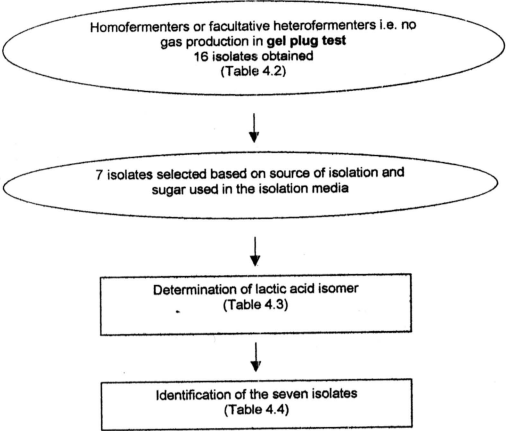 Homofermenters or facultative heterofermenters i.e. no
gas production in gel plug test
16 isolates obtained
(Table 4.2)
7 isolates selected based on source of isolation and
sugar used in the isolation media
Determination of lactic acid isomer
(Table 4.3)
Identification of the seven isolates
(Table 4.4)